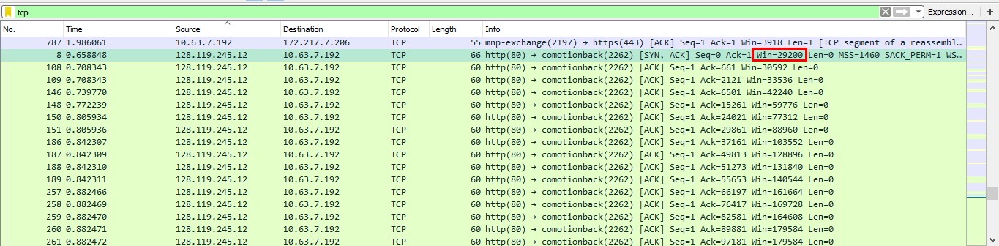 tcp Expression... +
No. Time Source Destination Protocol Length Info
787 1.986061 10.63.7.192 172.217.7.206 TCP 55 mnp-exchange(2197) → https(443) [ACK] Seq=1 Ack=1 Win=3918 Len=1 [TCP segment of a reassembl…
8 0.658848 128.119.245.12 10.63.7.192 TCP 66 http(80) → comotionback(2262) [SYN, ACK] Seq=0 Ack=1 Win=29200 Len=0 MSS=1460 SACK_PERM=1 WS…
108 0.708343 128.119.245.12 10.63.7.192 TCP 60 http(80) → comotionback(2262) [ACK] Seq=1 Ack=661 Win=30592 Len=0
109 0.708343 128.119.245.12 10.63.7.192 TCP 60 http(80) → comotionback(2262) [ACK] Seq=1 Ack=2121 Win=33536 Len=0
146 0.739770 128.119.245.12 10.63.7.192 TCP 60 http(80) → comotionback(2262) [ACK] Seq=1 Ack=6501 Win=42240 Len=0
148 0.772239 128.119.245.12 10.63.7.192 TCP 60 http(80) → comotionback(2262) [ACK] Seq=1 Ack=15261 Win=59776 Len=0
150 0.805934 128.119.245.12 10.63.7.192 TCP 60 http(80) → comotionback(2262) [ACK] Seq=1 Ack=24021 Win=77312 Len=0
151 0.805936 128.119.245.12 10.63.7.192 TCP 60 http(80) → comotionback(2262) [ACK] Seq=1 Ack=29861 Win=88960 Len=0
186 0.842307 128.119.245.12 10.63.7.192 TCP 60 http(80) → comotionback(2262) [ACK] Seq=1 Ack=37161 Win=103552 Len=0
187 0.842309 128.119.245.12 10.63.7.192 TCP 60 http(80) → comotionback(2262) [ACK] Seq=1 Ack=49813 Win=128896 Len=0
188 0.842310 128.119.245.12 10.63.7.192 TCP 60 http(80) → comotionback(2262) [ACK] Seq=1 Ack=51273 Win=131840 Len=0
189 0.842311 128.119.245.12 10.63.7.192 TCP 60 http(80) → comotionback(2262) [ACK] Seq=1 Ack=55653 Win=140544 Len=0
257 0.882466 128.119.245.12 10.63.7.192 TCP 60 http(80) → comotionback(2262) [ACK] Seq=1 Ack=66197 Win=161664 Len=0
258 0.882469 128.119.245.12 10.63.7.192 TCP 60 http(80) → comotionback(2262) [ACK] Seq=1 Ack=76417 Win=169728 Len=0
259 0.882470 128.119.245.12 10.63.7.192 TCP 60 http(80) → comotionback(2262) [ACK] Seq=1 Ack=82581 Win=164608 Len=0
260 0.882471 128.119.245.12 10.63.7.192 TCP 60 http(80) → comotionback(2262) [ACK] Seq=1 Ack=89881 Win=179584 Len=0
261 0.882472 128.119.245.12 10.63.7.192 TCP 60 http(80) → comotionback(2262) [ACK] Seq=1 Ack=97181 Win=179584 Len=0